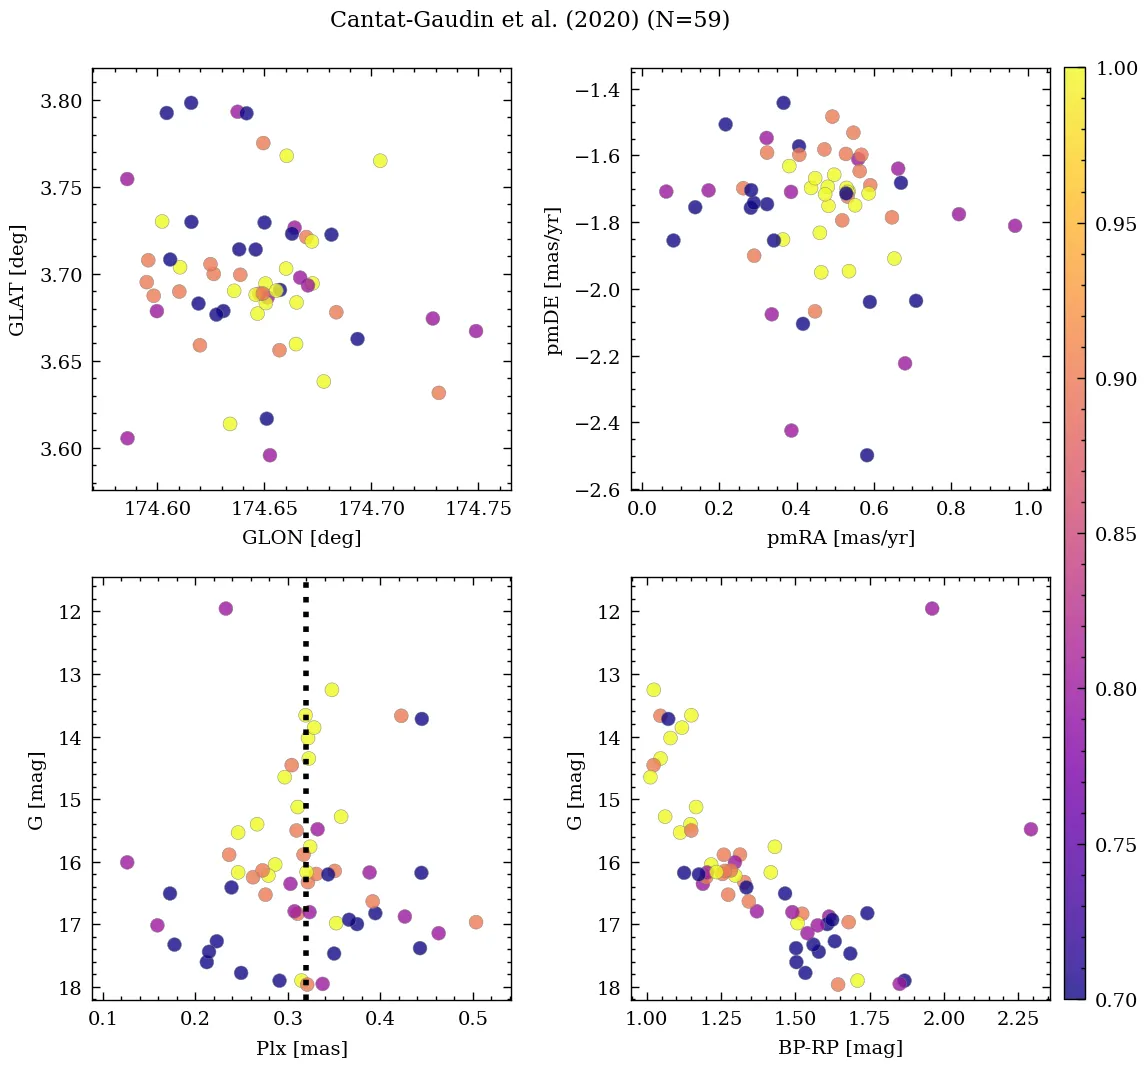 Cantat-Gaudin et al. (2020) (N=59)
3.80
3.75
3.70
3.65
3.60
GLAT [deg]
174.60 174.65 174.70 174.75
GLON [deg]
−1.4
−1.6
−1.8
−2.0
−2.2
−2.4
−2.6
pmDE [mas/yr]
0.0 0.2 0.4 0.6 0.8 1.0
pmRA [mas/yr]
12
13
14
15
16
17
18
G [mag]
0.1 0.2 0.3 0.4 0.5
Plx [mas]
12
13
14
15
16
17
18
G [mag]
1.00 1.25 1.50 1.75 2.00 2.25
BP-RP [mag]
1.00
0.95
0.90
0.85
0.80
0.75
0.70